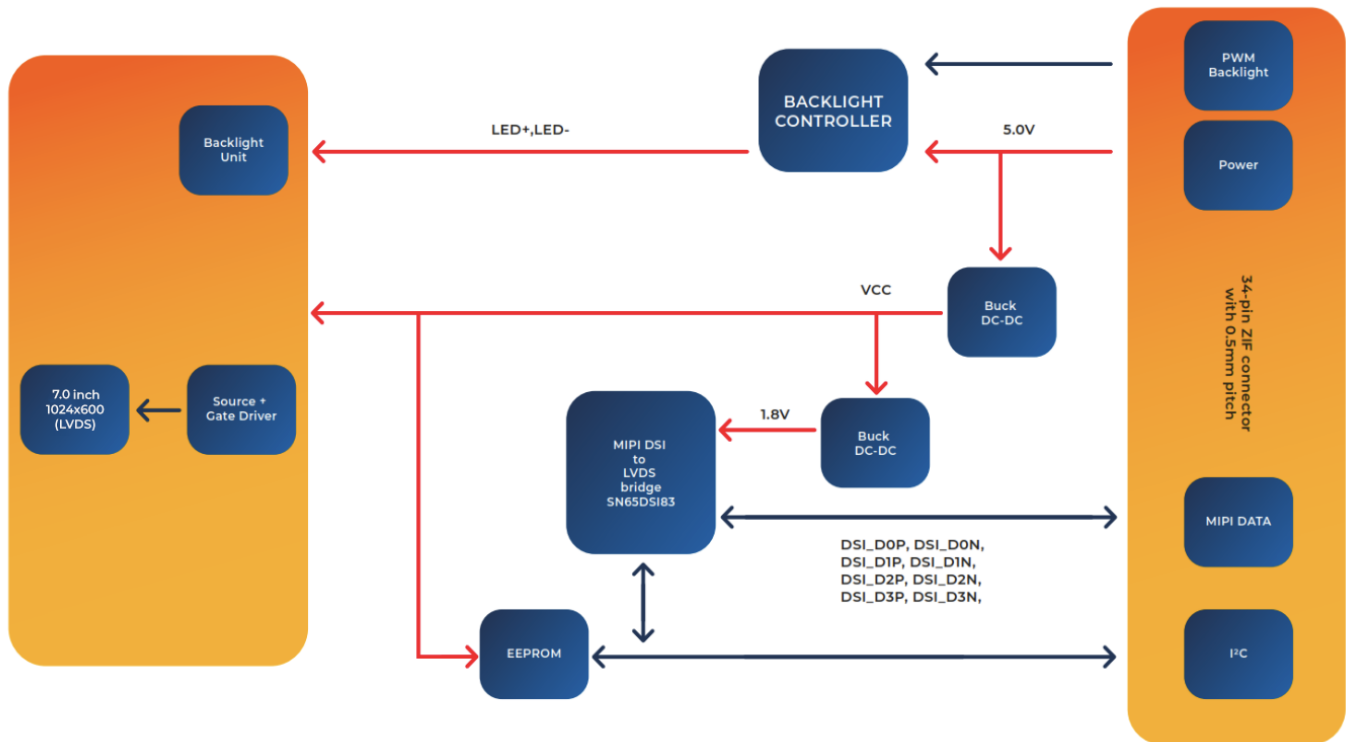 PWM
Backlight
BACKLIGHT
CONTROLLER
LED+,LED-
5.0V
Backlight
Unit
Power
34-pin ZIF connector
with 0.5mm pitch
VCC
Buck
DC-DC
7.0 inch
1024x600
(LVDS)
Source +
Gate Driver
1.8V
Buck
DC-DC
MIPI DSI
to
LVDS
bridge
SN65DSI83
MIPI DATA
DSI_D0P, DSI_D0N,
DSI_D1P, DSI_D1N,
DSI_D2P, DSI_D2N,
DSI_D3P, DSI_D3N,
EEPROM
I²C